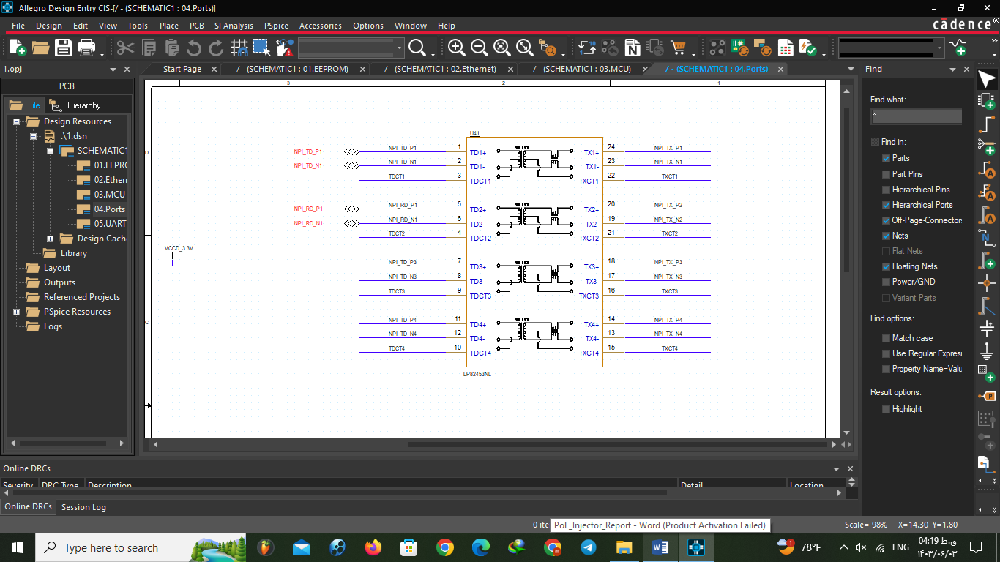 Allegro Design Entry CIS-[/ - (SCHEMATIC1 : 04.Ports)]
File Design Edit View Tools Place PCB SI Analysis PSpice Accessories Options Window Help
cādence®
1.opj
Start Page
/ - (SCHEMATIC1 : 01.EEPROM)
/ - (SCHEMATIC1 : 02.Ethernet)
/ - (SCHEMATIC1 : 03.MCU)
/ - (SCHEMATIC1 : 04.Ports)
PCB
File Hierarchy
Design Resources
.\1.dsn
SCHEMATIC1
01.EEPRO
02.Ethern
03.MCU
04.Ports
05.UART
Design Cache
Library
Layout
Outputs
Referenced Projects
PSpice Resources
Logs
3 2 1
D
C
VCCD_3.3V
U41
NPI_TD_P1 NPI_TD_P1 1 TD1+ TX1+ 24 NPI_TX_P1
NPI_TD_N1 NPI_TD_N1 2 TD1- TX1- 23 NPI_TX_N1
TDCT1 3 TDCT1 TXCT1 22 TXCT1
NPI_RD_P1 NPI_RD_P1 5 TD2+ TX2+ 20 NPI_TX_P2
NPI_RD_N1 NPI_RD_N1 6 TD2- TX2- 19 NPI_TX_N2
TDCT2 4 TDCT2 TXCT2 21 TXCT2
NPI_TD_P3 7 TD3+ TX3+ 18 NPI_TX_P3
NPI_TD_N3 8 TD3- TX3- 17 NPI_TX_N3
TDCT3 9 TDCT3 TXCT3 16 TXCT3
NPI_TD_P4 11 TD4+ TX4+ 14 NPI_TX_P4
NPI_TD_N4 12 TD4- TX4- 13 NPI_TX_N4
TDCT4 10 TDCT4 TXCT4 15 TXCT4
LP82453NL
Find
Find what:
*
Find in:
Parts
Part Pins
Hierarchical Pins
Hierarchical Ports
Off-Page-Connectors
Nets
Flat Nets
Floating Nets
Power/GND
Variant Parts
Find options:
Match case
Use Regular Expressi
Property Name=Valu
Result options:
Highlight
Online DRCs
Severity DRC Type Description Detail Location
Online DRCs Session Log
0 ite
PoE_Injector_Report - Word (Product Activation Failed)
Scale= 98% X=14.30 Y=1.80
Type here to search
1
78°F
ENG
04:19 ق.ظ
۱۴۰۳/۰۶/۰۳